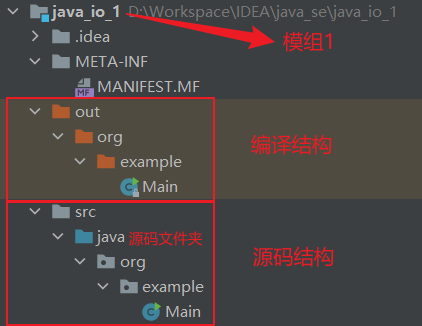 java_io_1 D:\Workspace\IDEA\java_se\java_io_1
.idea
模组1
META-INF
MF MANIFEST.MF
out
org
编译结构
example
C Main
src
java 源码文件夹
org
源码结构
example
C Main